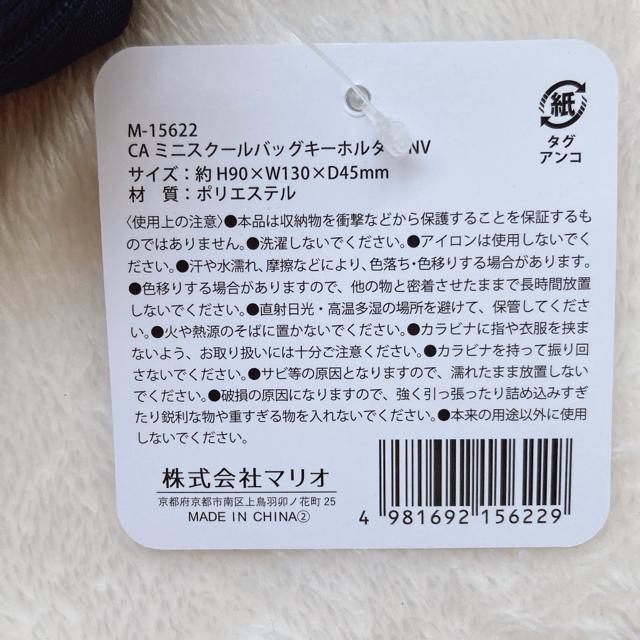 紙
タグ
アンコ
M-15622
CA ミニスクールバッグキーホルダ NV
サイズ：約 H90×W130×D45mm
材　質：ポリエステル
〈使用上の注意〉●本品は収納物を衝撃などから保護することを保証するも
のではありません。●洗濯しないでください。●アイロンは使用しないでく
ださい。●汗や水濡れ、摩擦などにより、色落ち・色移りする場合があります。
●色移りする場合がありますので、他の物と密着させたままで長時間放置
しないでください。●直射日光・高温多湿の場所を避けて、保管してくださ
い。●火や熱源のそばに置かないでください。●カラビナに指や衣服を挟ま
ないよう、お取り扱いには十分ご注意ください。●カラビナを持って振り回
さないでください。●サビ等の原因となりますので、濡れたまま放置しない
でください。●破損の原因になりますので、強く引っ張ったり詰め込みすぎ
たり鋭利な物や重すぎる物を入れないでください。●本来の用途以外に使用
しないでください。
株式会社マリオ
京都府京都市南区上鳥羽卯ノ花町 25
MADE IN CHINA②
4 981692 156229